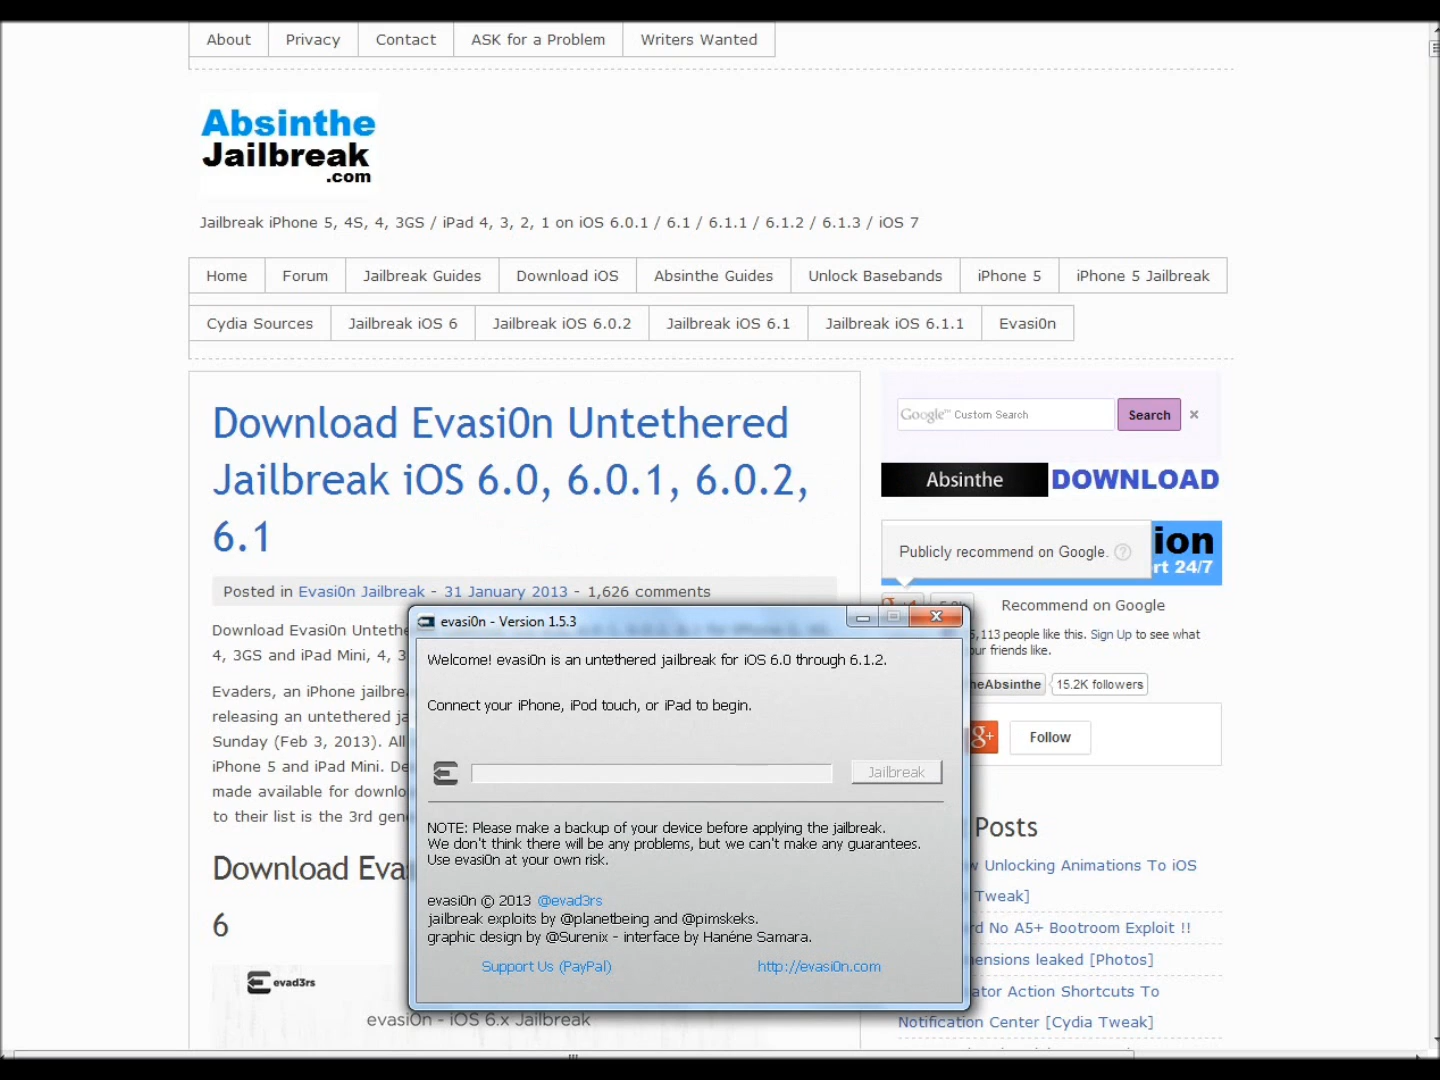 About Privacy Contact ASK for a Problem Writers Wanted
Absinthe
Jailbreak
.com
Jailbreak iPhone 5, 4S, 4, 3GS / iPad 4, 3, 2, 1 on iOS 6.0.1 / 6.1 / 6.1.1 / 6.1.2 / 6.1.3 / iOS 7
Home Forum Jailbreak Guides Download iOS Absinthe Guides Unlock Basebands iPhone 5 iPhone 5 Jailbreak
Cydia Sources Jailbreak iOS 6 Jailbreak iOS 6.0.2 Jailbreak iOS 6.1 Jailbreak iOS 6.1.1 Evasi0n
Download Evasi0n Untethered
Jailbreak iOS 6.0, 6.0.1, 6.0.2,
6.1
Posted in Evasi0n Jailbreak - 31 January 2013 - 1,626 comments
Download Evasi0n Untethe
4, 3GS and iPad Mini, 4, 3
Evaders, an iPhone jailbre
releasing an untethered ja
Sunday (Feb 3, 2013). All
iPhone 5 and iPad Mini. De
made available for downlo
to their list is the 3rd gen
Download Eva
6
evad3rs
evasi0n - iOS 6.x Jailbreak
evasi0n - Version 1.5.3
Welcome! evasi0n is an untethered jailbreak for iOS 6.0 through 6.1.2.
Connect your iPhone, iPod touch, or iPad to begin.
Jailbreak
NOTE: Please make a backup of your device before applying the jailbreak.
We don't think there will be any problems, but we can't make any guarantees.
Use evasi0n at your own risk.
evasi0n © 2013 @evad3rs
jailbreak exploits by @planetbeing and @pimskeks.
graphic design by @Surenix - interface by Hanéne Samara.
Support Us (PayPal) http://evasi0n.com
Google™ Custom Search Search ×
Absinthe DOWNLOAD
Publicly recommend on Google. ?
ion
rt 24/7
Recommend on Google
5,113 people like this. Sign Up to see what
our friends like.
heAbsinthe 15.2K followers
g+ Follow
Posts
w Unlocking Animations To iOS
Tweak]
rd No A5+ Bootroom Exploit !!
ensions leaked [Photos]
ator Action Shortcuts To
Notification Center [Cydia Tweak]